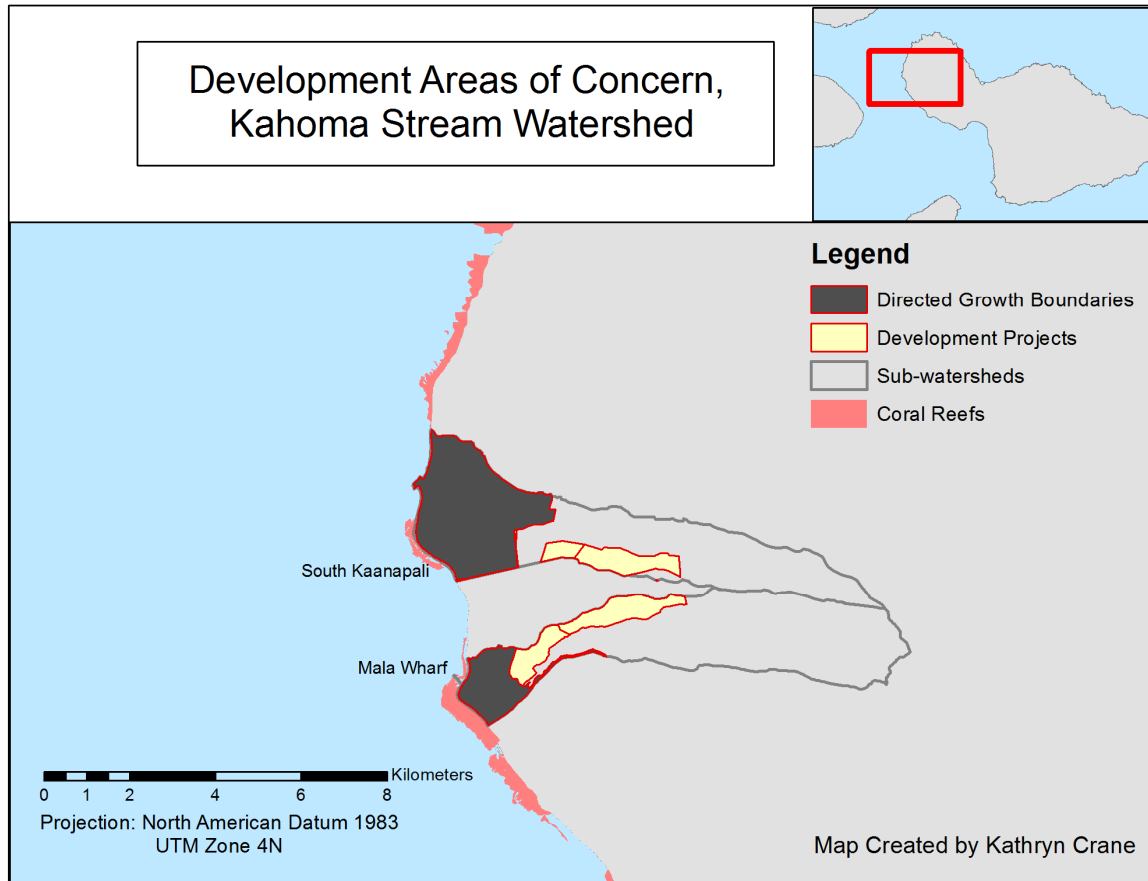 Development Areas of Concern,
Kahoma Stream Watershed
Legend
Directed Growth Boundaries
Development Projects
Sub-watersheds
Coral Reefs
South Kaanapali
Mala Wharf
Kilometers
0 1 2 4 6 8
Projection: North American Datum 1983
UTM Zone 4N
Map Created by Kathryn Crane